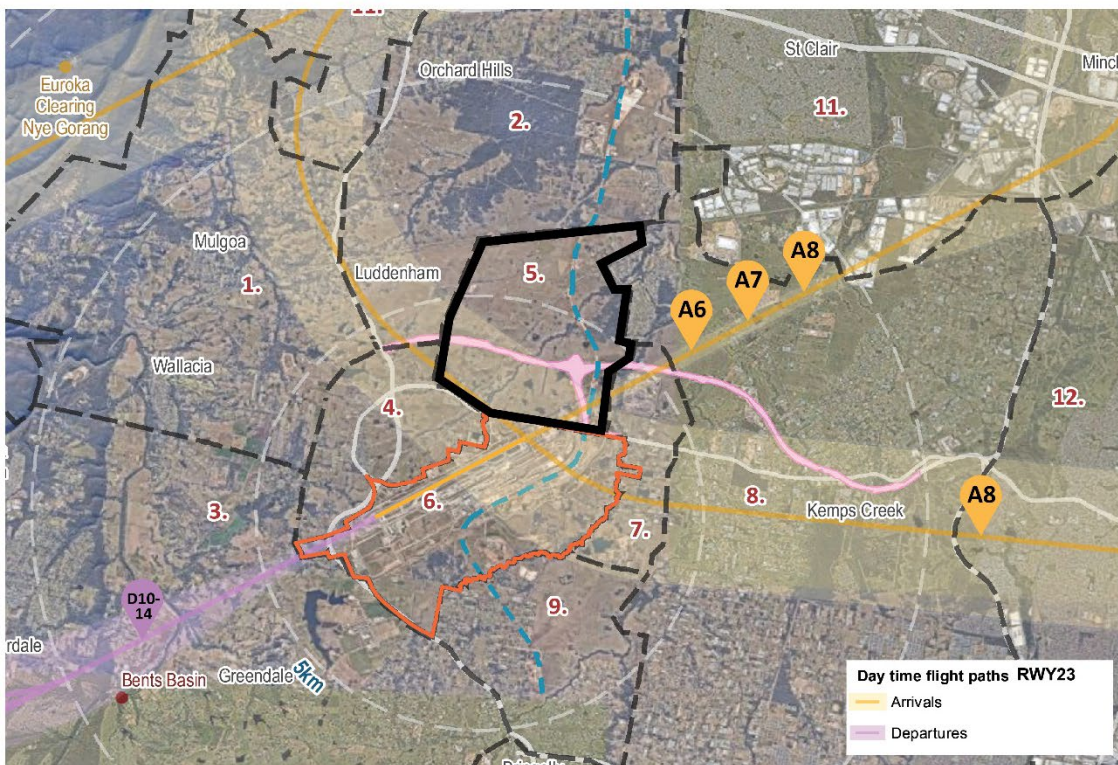 11.
St Clair
Minch
Orchard Hills
Euroka
Clearing
Nye Gorang
2.
11.
Mulgoa
1.
Luddenham
5.
A8
A7
A6
Wallacia
4.
12.
3.
6.
8.
Kemps Creek
A8
7.
D10-
14
9.
erdale
Bents Basin
Greendale
5km
Day time flight paths RWY23
Arrivals
Departures